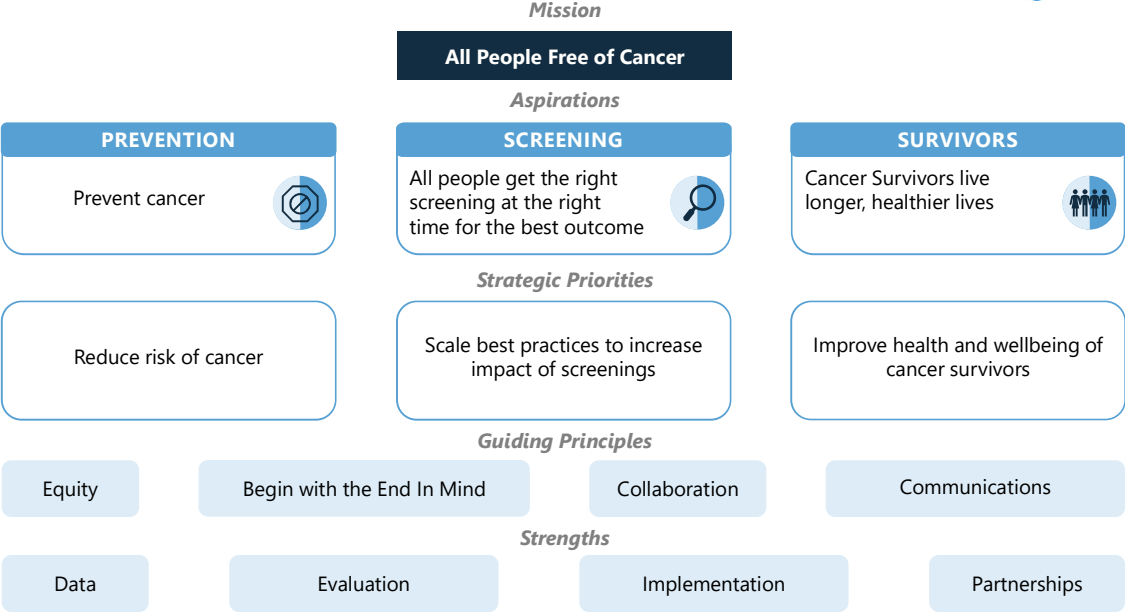 Mission
All People Free of Cancer
Aspirations
PREVENTION
Prevent cancer
SCREENING
All people get the right
screening at the right
time for the best outcome
SURVIVORS
Cancer Survivors live
longer, healthier lives
Strategic Priorities
Reduce risk of cancer
Scale best practices to increase
impact of screenings
Improve health and wellbeing of
cancer survivors
Guiding Principles
Equity
Begin with the End In Mind
Collaboration
Communications
Strengths
Data
Evaluation
Implementation
Partnerships